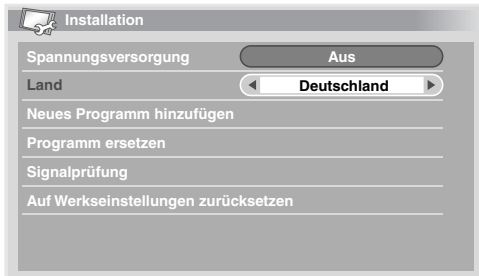 Installation
Spannungsversorgung Aus
Land Deutschland
Neues Programm hinzufügen
Programm ersetzen
Signalprüfung
Auf Werkseinstellungen zurücksetzen